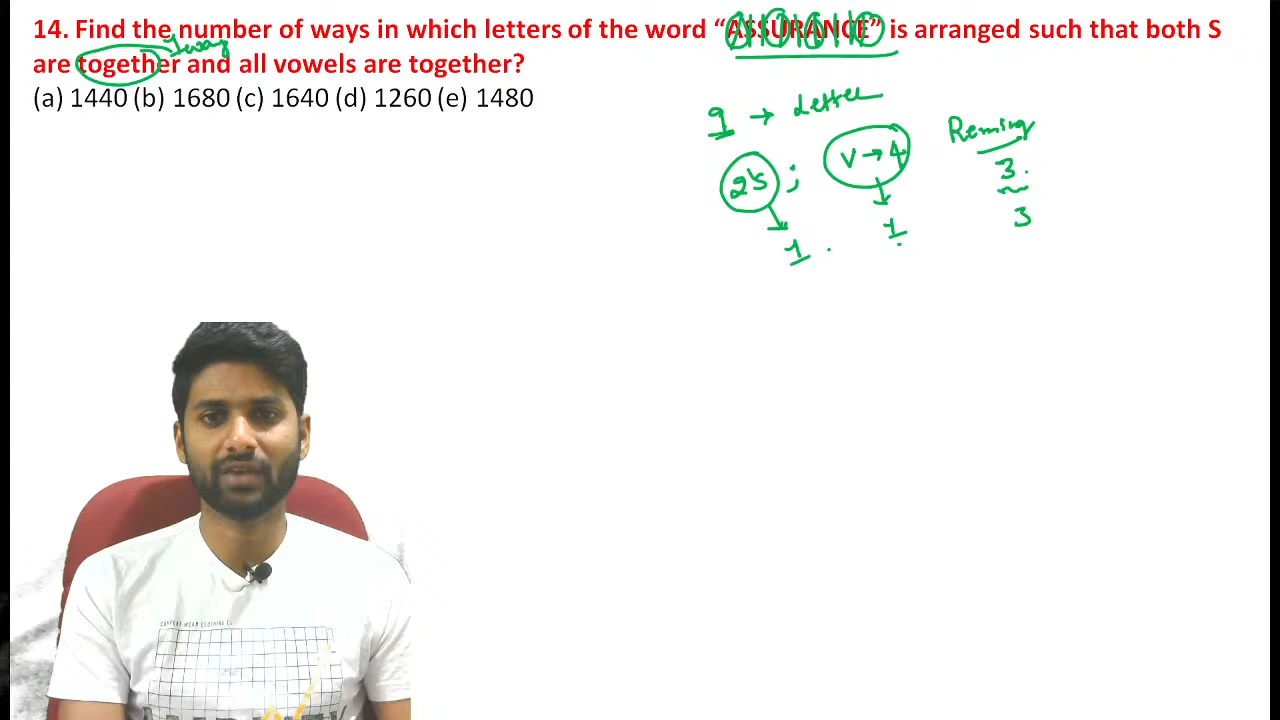 14. Find the number of ways in which letters of the word “ASSURANCE” is arranged such that both S
1 way
are together and all vowels are together?
(a) 1440 (b) 1680 (c) 1640 (d) 1260 (e) 1480
9 → Letter
Reming
2's ; V → 4 3.
1 . 1 3